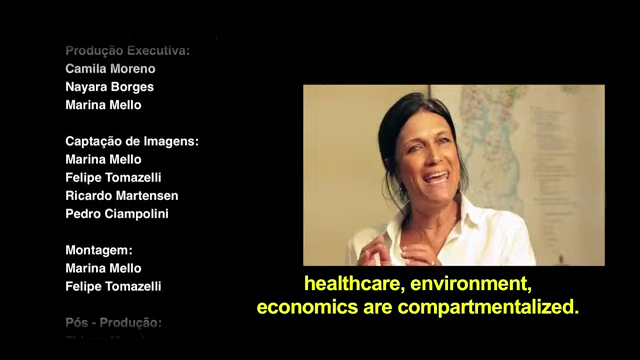 Produção Executiva:
Camila Moreno
Nayara Borges
Marina Mello
Captação de Imagens:
Marina Mello
Felipe Tomazelli
Ricardo Martensen
Pedro Ciampolini
Montagem:
Marina Mello
Felipe Tomazelli
Pós - Produção:
healthcare, environment,
economics are compartmentalized.